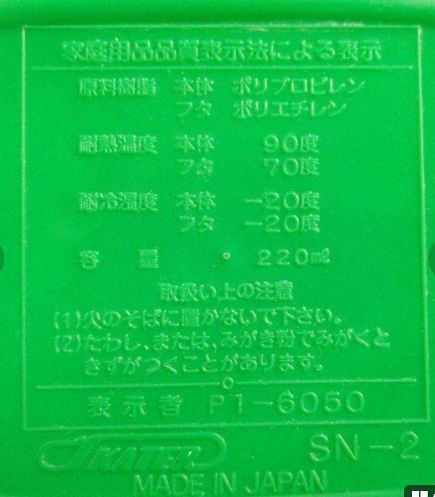 家庭用品品質表示法による表示
原料樹脂 本体 ポリプロピレン
フタ ポリエチレン
耐熱温度 本体 90度
フタ 70度
耐冷温度 本体 -20度
フタ -20度
容量 220ml
取扱い上の注意
(1)火のそばに置かないで下さい。
(2)たわし、または、みがき粉でみがくと
きずがつくことがあります。
表示者 P1-6050
SKATER SN-2
MADE IN JAPAN